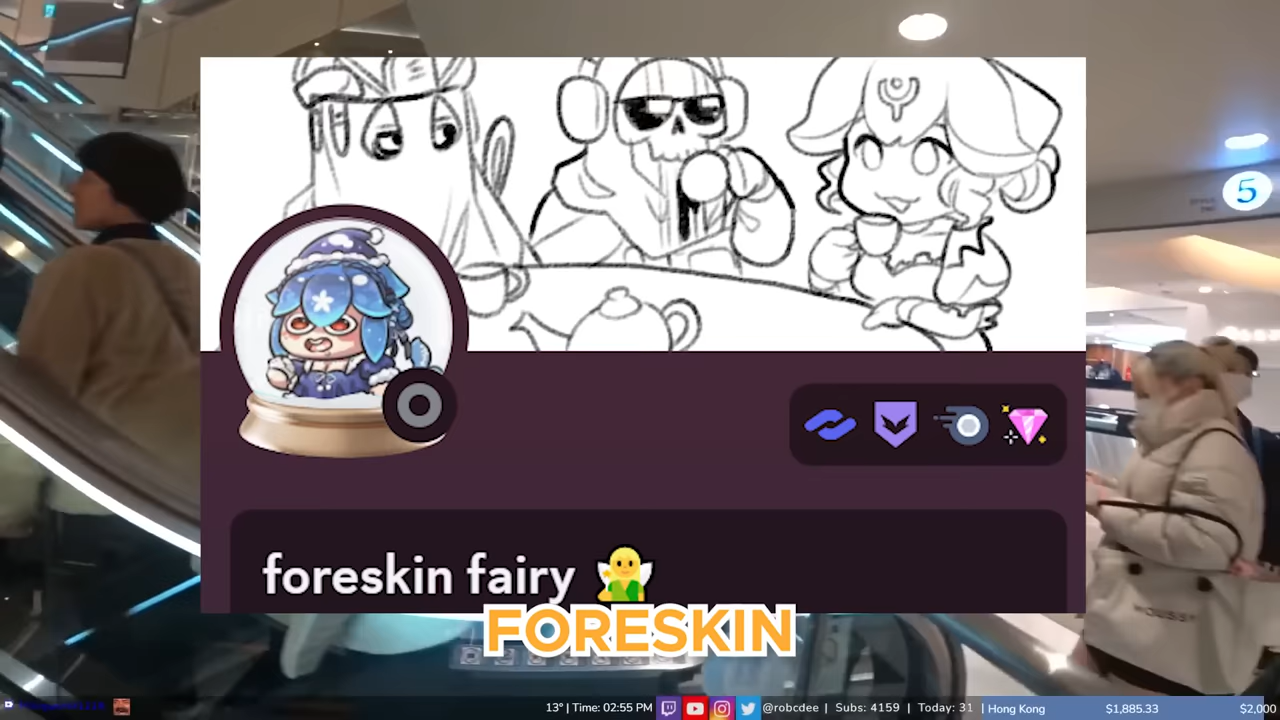 5
foreskin fairy
FORESKIN
13° | Time: 02:55 PM @robcdee | Subs: 4159 | Today: 31 | Hong Kong $1,885.33 $2,000